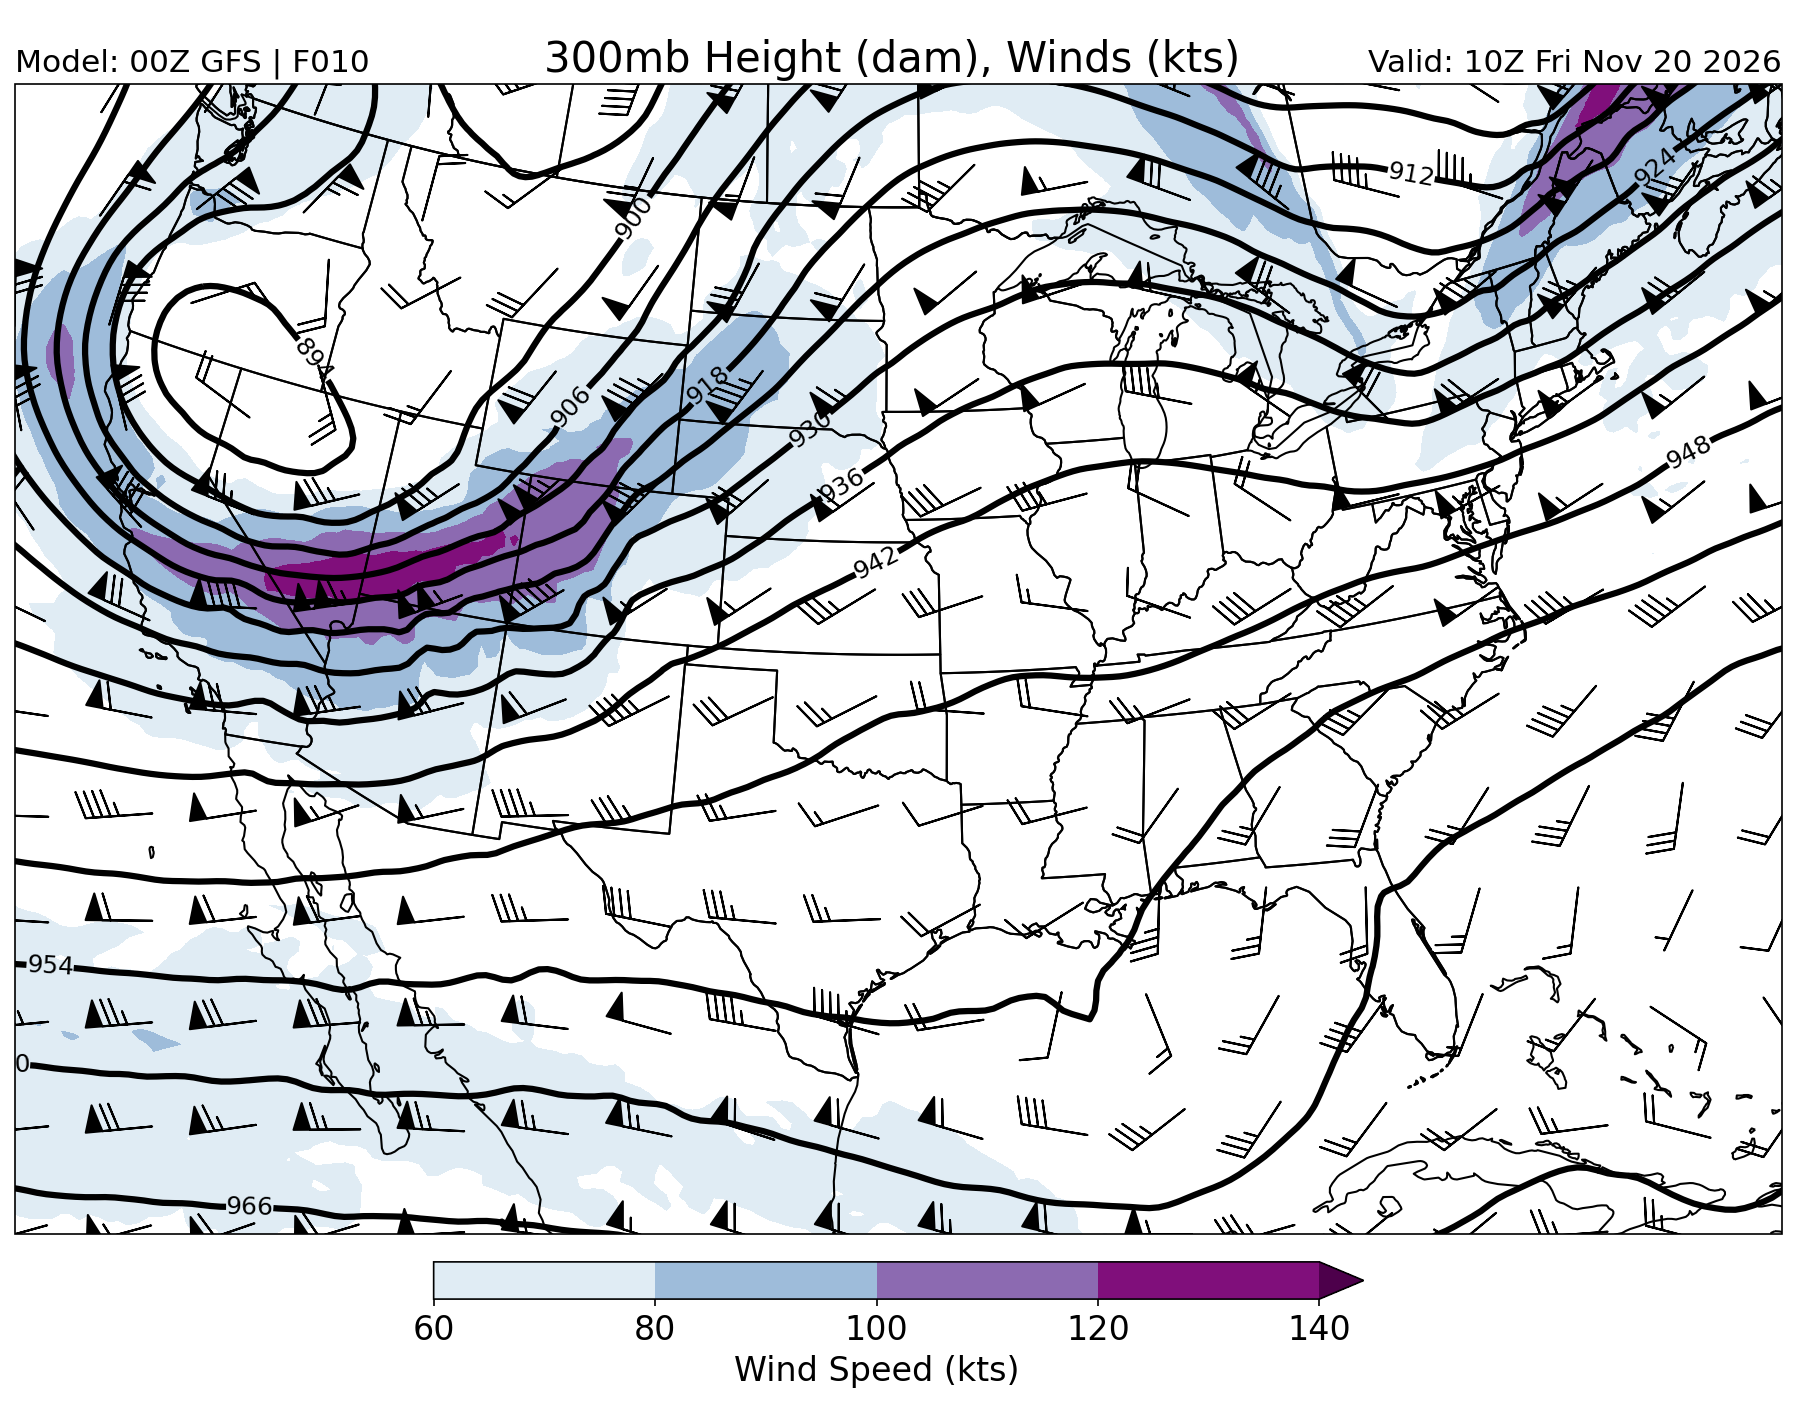 Model: 00Z GFS | F010
300mb Height (dam), Winds (kts)
Valid: 10Z Fri Nov 20 2026
912
924
900
894
918
906
930
948
936
942
954
0
966
60 80 100 120 140
Wind Speed (kts)